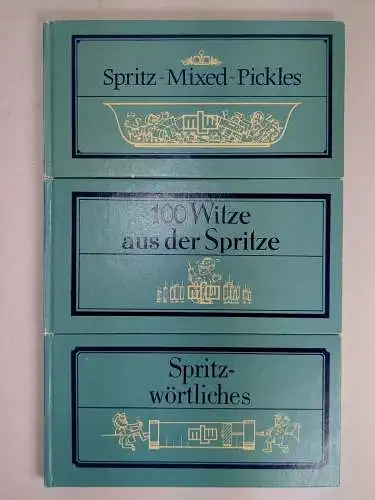 Spritz-Mixed-Pickles
100 Witze
aus der Spritze
Spritz-
wörtliches